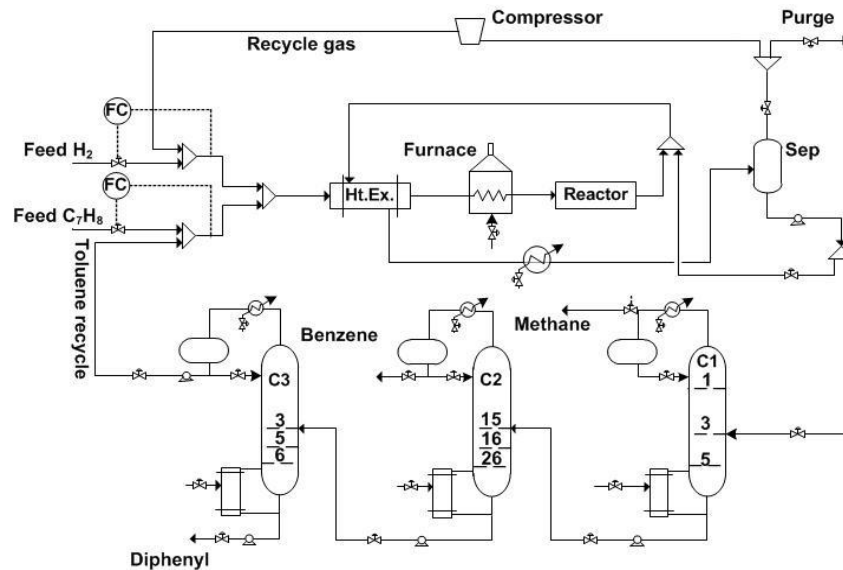 Compressor
Purge
Recycle gas
FC
Feed H2
Furnace
Sep
FC
Ht.Ex.
Reactor
Feed C7H8
Toluene recycle
Benzene
Methane
C3
C2
C1
1
3
5
6
15
16
26
3
5
Diphenyl